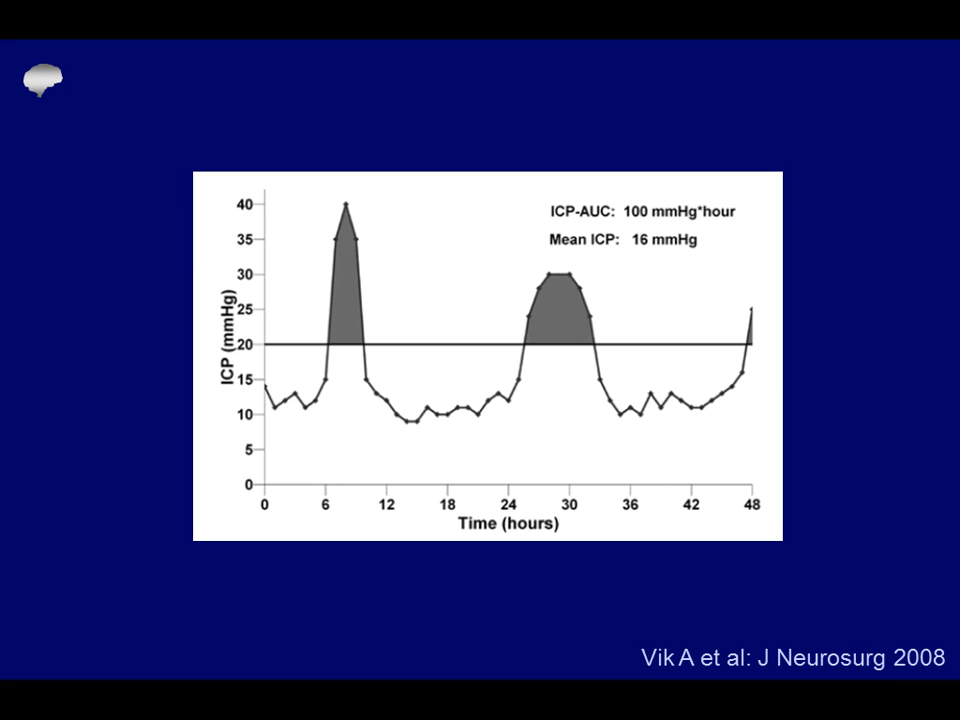 ICP-AUC: 100 mmHg*hour
Mean ICP: 16 mmHg
ICP (mmHg)
40
35
30
25
20
15
10
5
0
0 6 12 18 24 30 36 42 48
Time (hours)
Vik A et al: J Neurosurg 2008